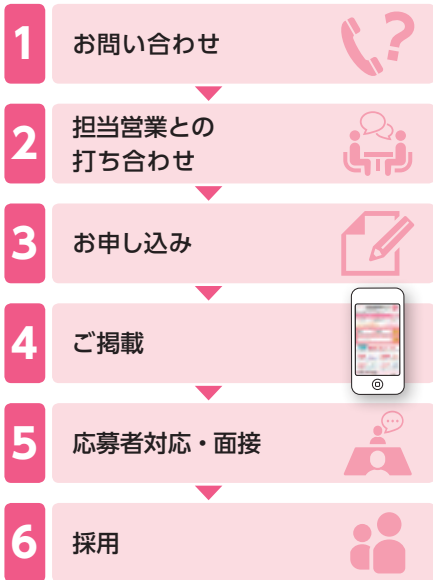 1 お問い合わせ
2 担当営業との
打ち合わせ
3 お申し込み
4 ご掲載
5 応募者対応・面接
6 採用